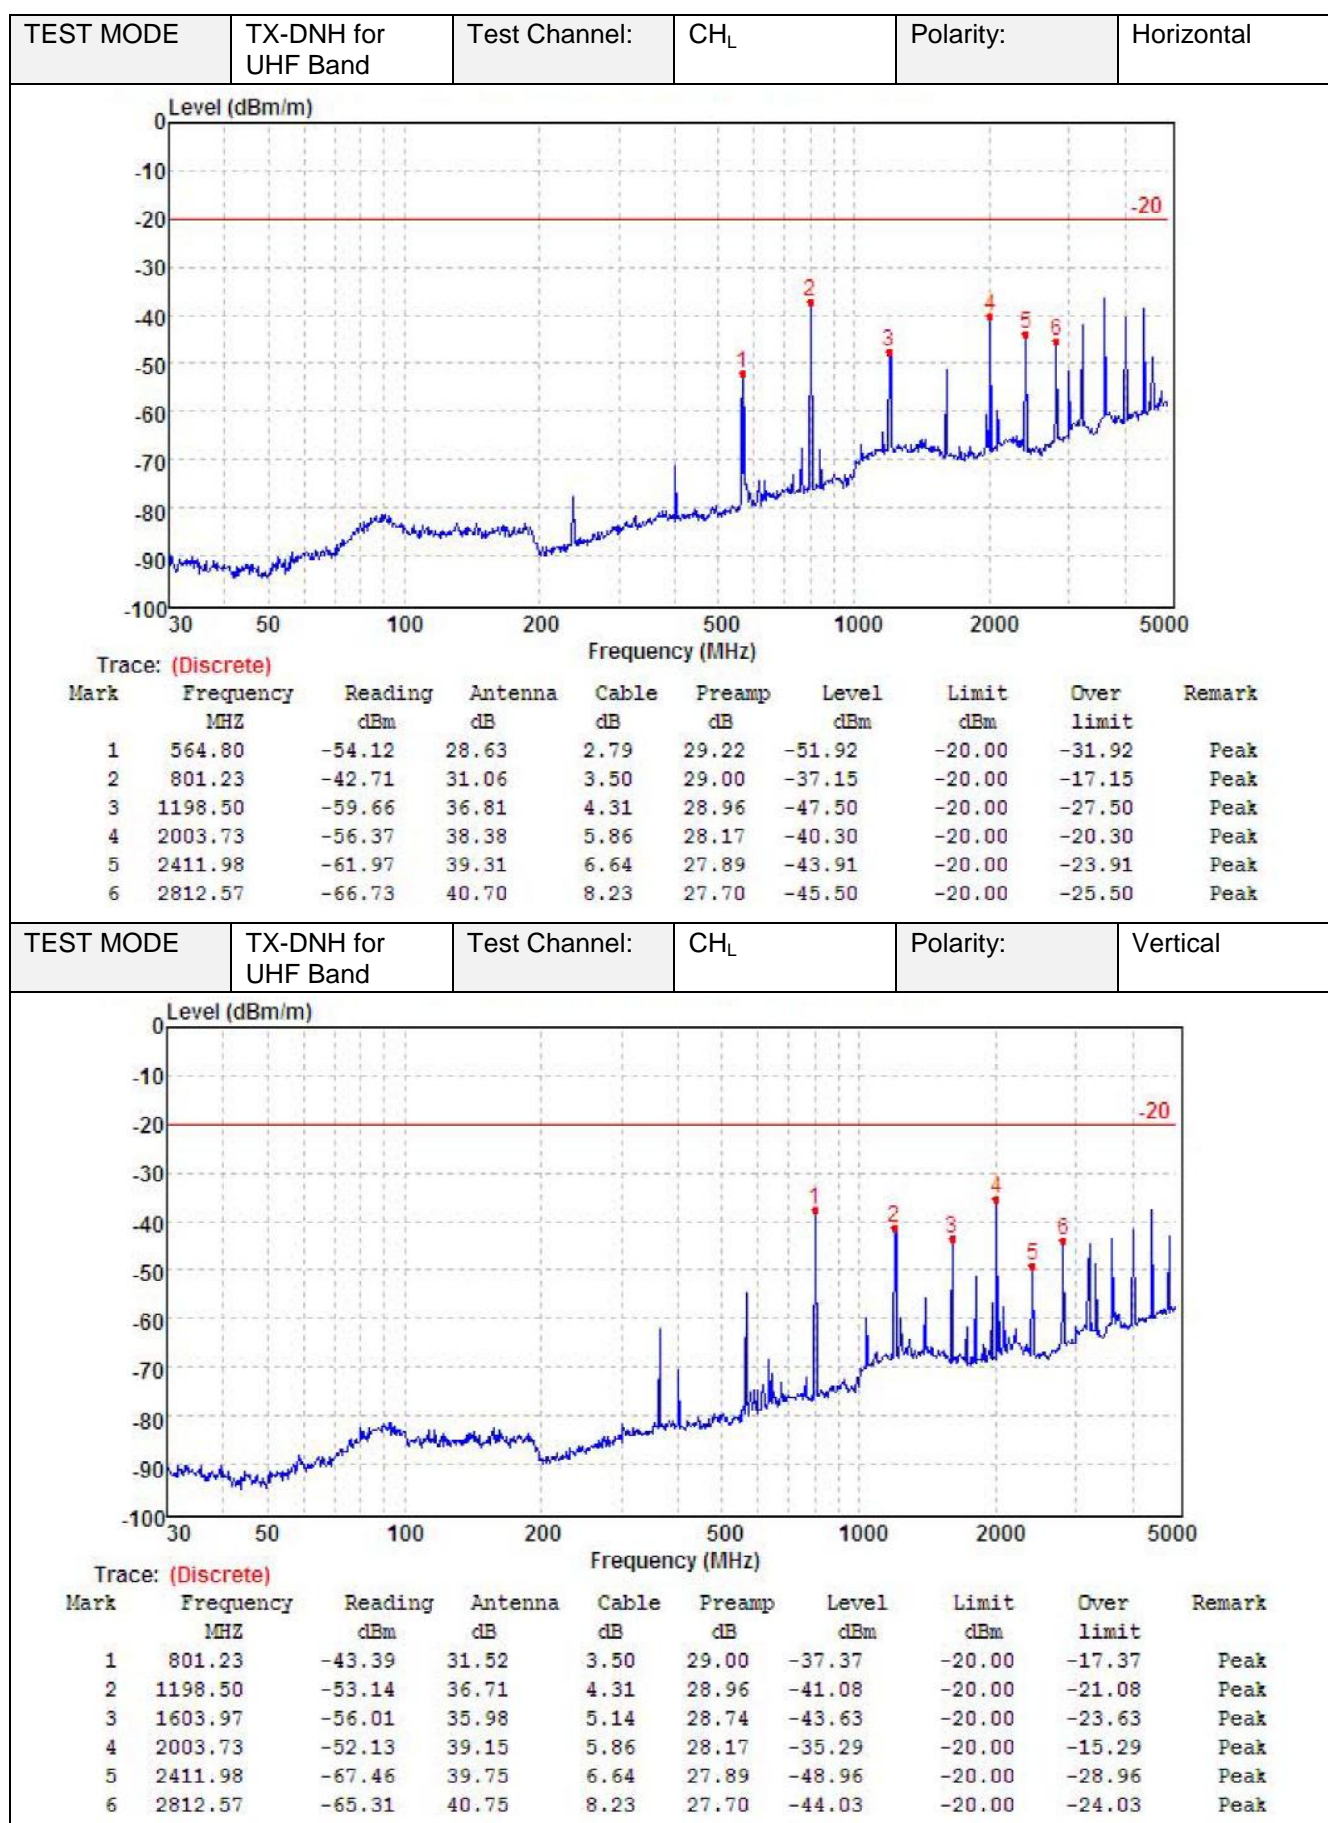 TEST MODE TX-DNH for UHF Band Test Channel: CHL Polarity: Horizontal
Level (dBm/m)
0
-10
-20
-20
-30
2
4
-40
5
3
6
1
-50
-60
-70
-80
-90
-100
30 50 100 200 500 1000 2000 5000
Frequency (MHz)
Trace: (Discrete)
Mark Frequency Reading Antenna Cable Preamp Level Limit Over Remark
MHZ dBm dB dB dB dBm dBm limit
1 564.80 -54.12 28.63 2.79 29.22 -51.92 -20.00 -31.92 Peak
2 801.23 -42.71 31.06 3.50 29.00 -37.15 -20.00 -17.15 Peak
3 1198.50 -59.66 36.81 4.31 28.96 -47.50 -20.00 -27.50 Peak
4 2003.73 -56.37 38.38 5.86 28.17 -40.30 -20.00 -20.30 Peak
5 2411.98 -61.97 39.31 6.64 27.89 -43.91 -20.00 -23.91 Peak
6 2812.57 -66.73 40.70 8.23 27.70 -45.50 -20.00 -25.50 Peak
TEST MODE TX-DNH for UHF Band Test Channel: CHL Polarity: Vertical
Level (dBm/m)
0
-10
-20
-20
-30
1
4
2
3
6
-40
5
-50
-60
-70
-80
-90
-100
30 50 100 200 500 1000 2000 5000
Frequency (MHz)
Trace: (Discrete)
Mark Frequency Reading Antenna Cable Preamp Level Limit Over Remark
MHZ dBm dB dB dB dBm dBm limit
1 801.23 -43.39 31.52 3.50 29.00 -37.37 -20.00 -17.37 Peak
2 1198.50 -53.14 36.71 4.31 28.96 -41.08 -20.00 -21.08 Peak
3 1603.97 -56.01 35.98 5.14 28.74 -43.63 -20.00 -23.63 Peak
4 2003.73 -52.13 39.15 5.86 28.17 -35.29 -20.00 -15.29 Peak
5 2411.98 -67.46 39.75 6.64 27.89 -48.96 -20.00 -28.96 Peak
6 2812.57 -65.31 40.75 8.23 27.70 -44.03 -20.00 -24.03 Peak